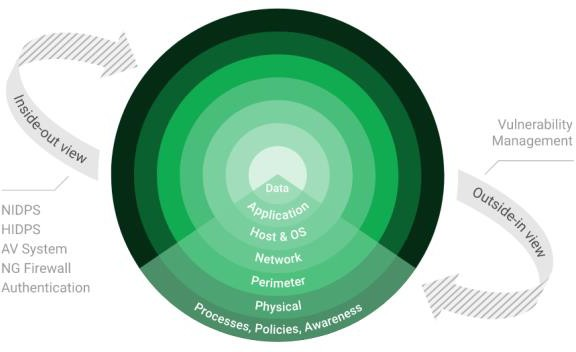 Inside-out view
NIDPS
HIDPS
AV System
NG Firewall
Authentication
Data
Application
Host & OS
Network
Perimeter
Physical
Processes, Policies, Awareness
Vulnerability
Management
Outside-in view